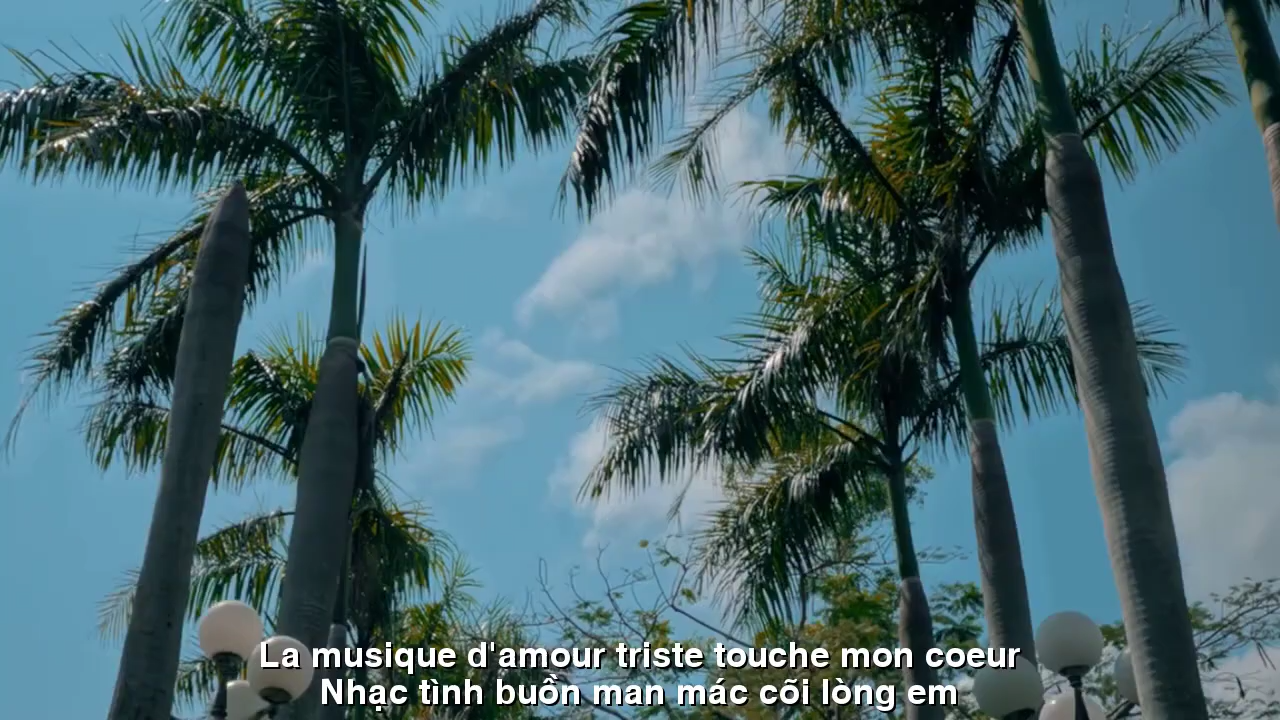 La musique d'amour triste touche mon coeur
Nhạc tình buồn man mác cõi lòng em